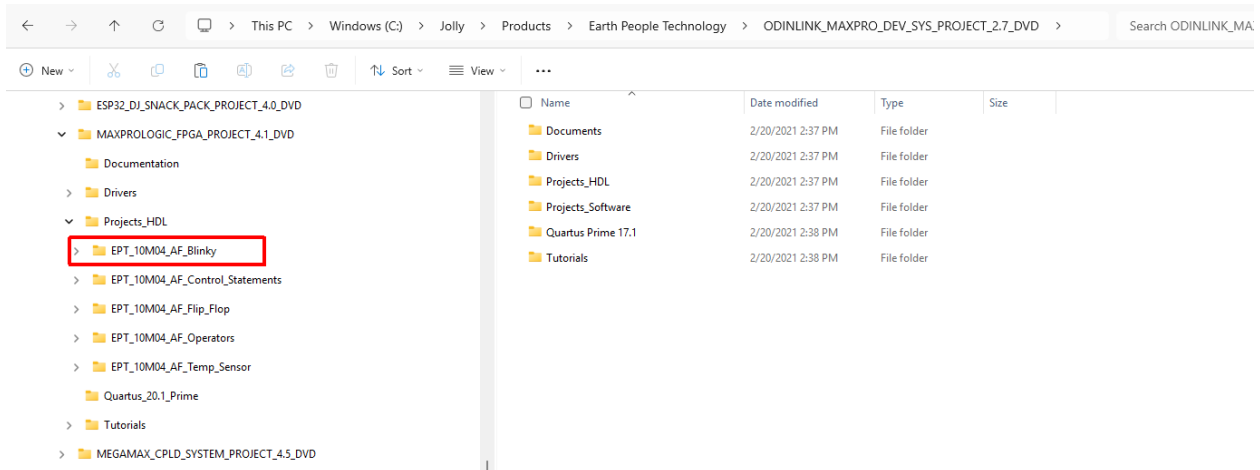 This PC > Windows (C:) > Jolly > Products > Earth People Technology > ODINLINK_MAXPRO_DEV_SYS_PROJECT_2.7_DVD >
Search ODINLINK_MA
New
Sort
View
ESP32_DJ_SNACK_PACK_PROJECT_4.0_DVD
MAXPROLOGIC_FPGA_PROJECT_4.1_DVD
Documentation
Drivers
Projects_HDL
EPT_10M04_AF_Blinky
EPT_10M04_AF_Control_Statements
EPT_10M04_AF_Flip_Flop
EPT_10M04_AF_Operators
EPT_10M04_AF_Temp_Sensor
Quartus_20.1_Prime
Tutorials
MEGAMAX_CPLD_SYSTEM_PROJECT_4.5_DVD
Name Date modified Type Size
Documents 2/20/2021 2:37 PM File folder
Drivers 2/20/2021 2:37 PM File folder
Projects_HDL 2/20/2021 2:37 PM File folder
Projects_Software 2/20/2021 2:37 PM File folder
Quartus Prime 17.1 2/20/2021 2:38 PM File folder
Tutorials 2/20/2021 2:38 PM File folder